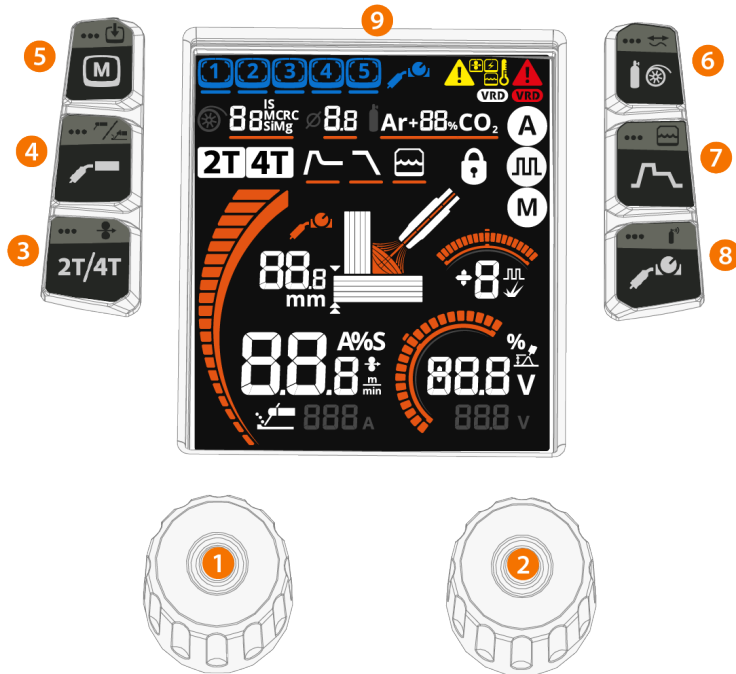 9
5
M
4
3
2T/4T
1 2 3 4 5
VRD VRD
88 IS MCRC SiMg Ø 8.8 Ar+88%CO2 A
2T 4T
M
88.8 mm
+8
88.8 A%S m/min
88.8 % V
888 A
88.8 V
6
7
8
1
2